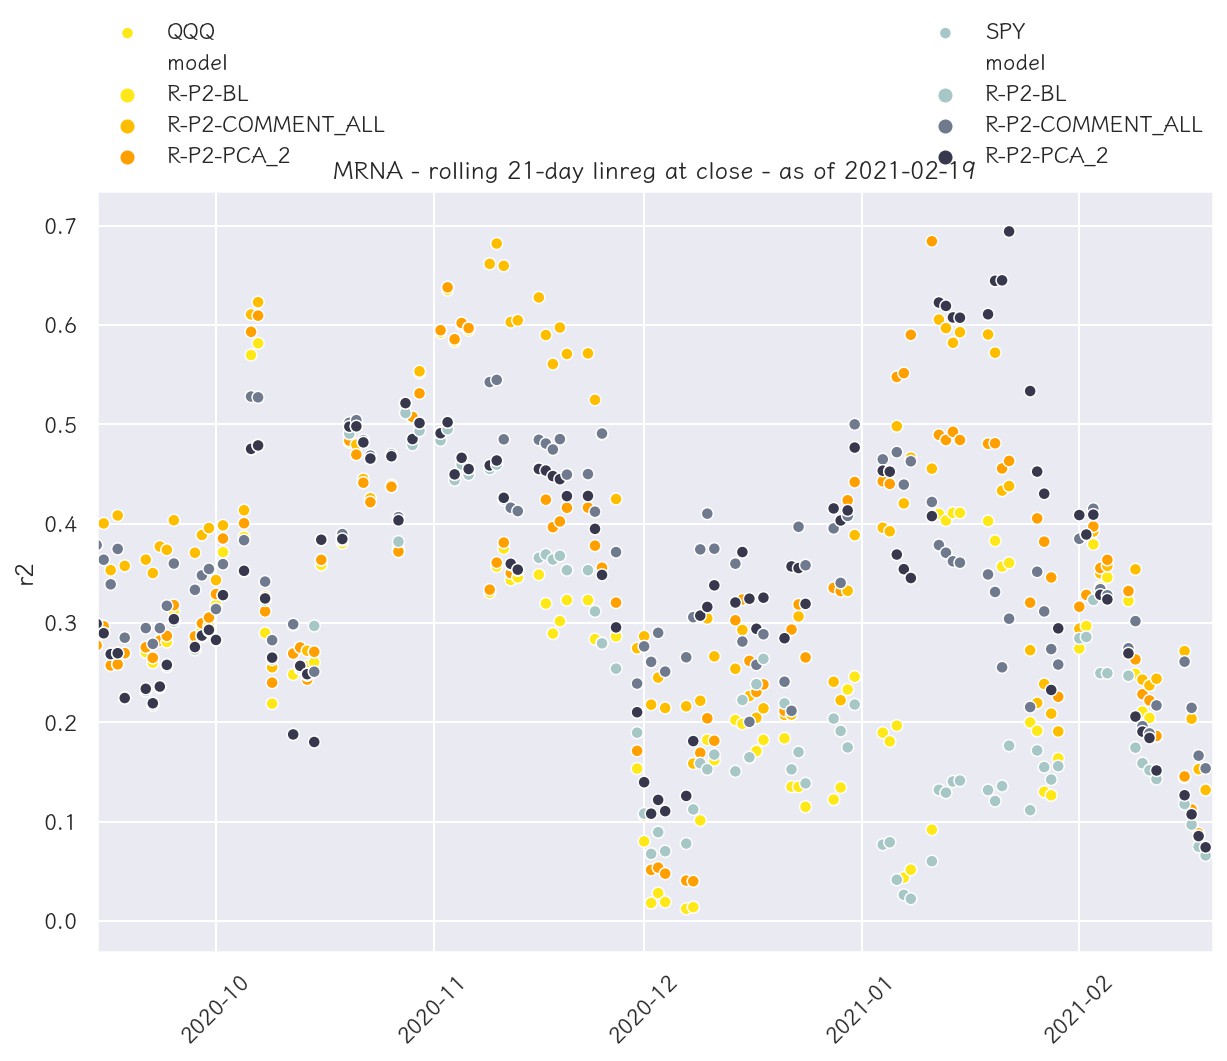 QQQ
model
R-P2-BL
R-P2-COMMENT_ALL
R-P2-PCA_2
SPY
model
R-P2-BL
R-P2-COMMENT_ALL
R-P2-PCA_2
MRNA - rolling 21-day linreg at close - as of 2021-02-19
r2
0.7
0.6
0.5
0.4
0.3
0.2
0.1
0.0
2020-10
2020-11
2020-12
2021-01
2021-02